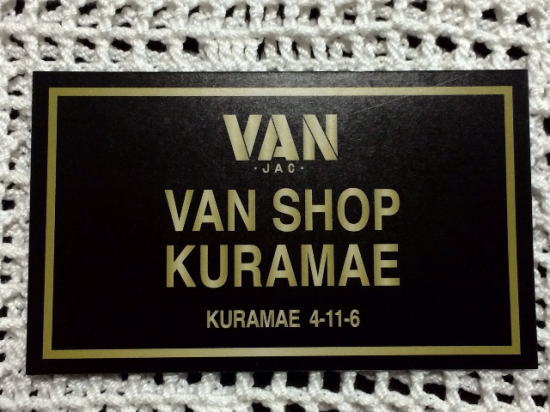 VAN
·JAC·
VAN SHOP
KURAMAE
KURAMAE 4-11-6